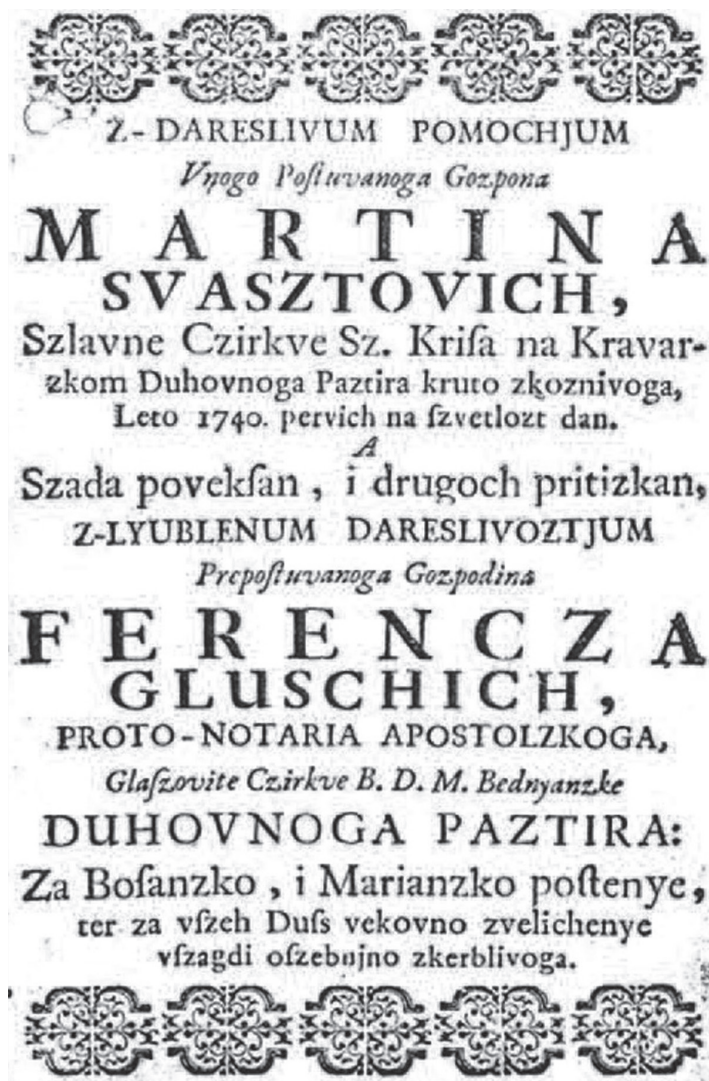 Z-DARESLIVUM POMOCHJUM
Vnogo Poſtuvanoga Gozpona
MARTINA
SVASZTOVICH,
Szlavne Czirkve Sz. Kriſa na Kravar-
zkom Duhovnoga Paztira kruto zkoznivoga,
Leto 1740. pervich na ſzvetlozt dan.
A
Szada povekſan, i drugoch pritizkan,
Z-LYUBLENUM DARESLIVOZTJUM
Prepoſtuvanoga Gozpodina
FERENCZA
GLUSCHICH,
PROTO-NOTARIA APOSTOLZKOGA,
Glaſzovite Czirkve B. D. M. Bednyanzke
DUHOVNOGA PAZTIRA:
Za Boſanzko, i Marianzko poſtenye,
ter za vſzeh Duſs vekovno zvelichenye
vſzagdi oſzebujno zkerblivoga.